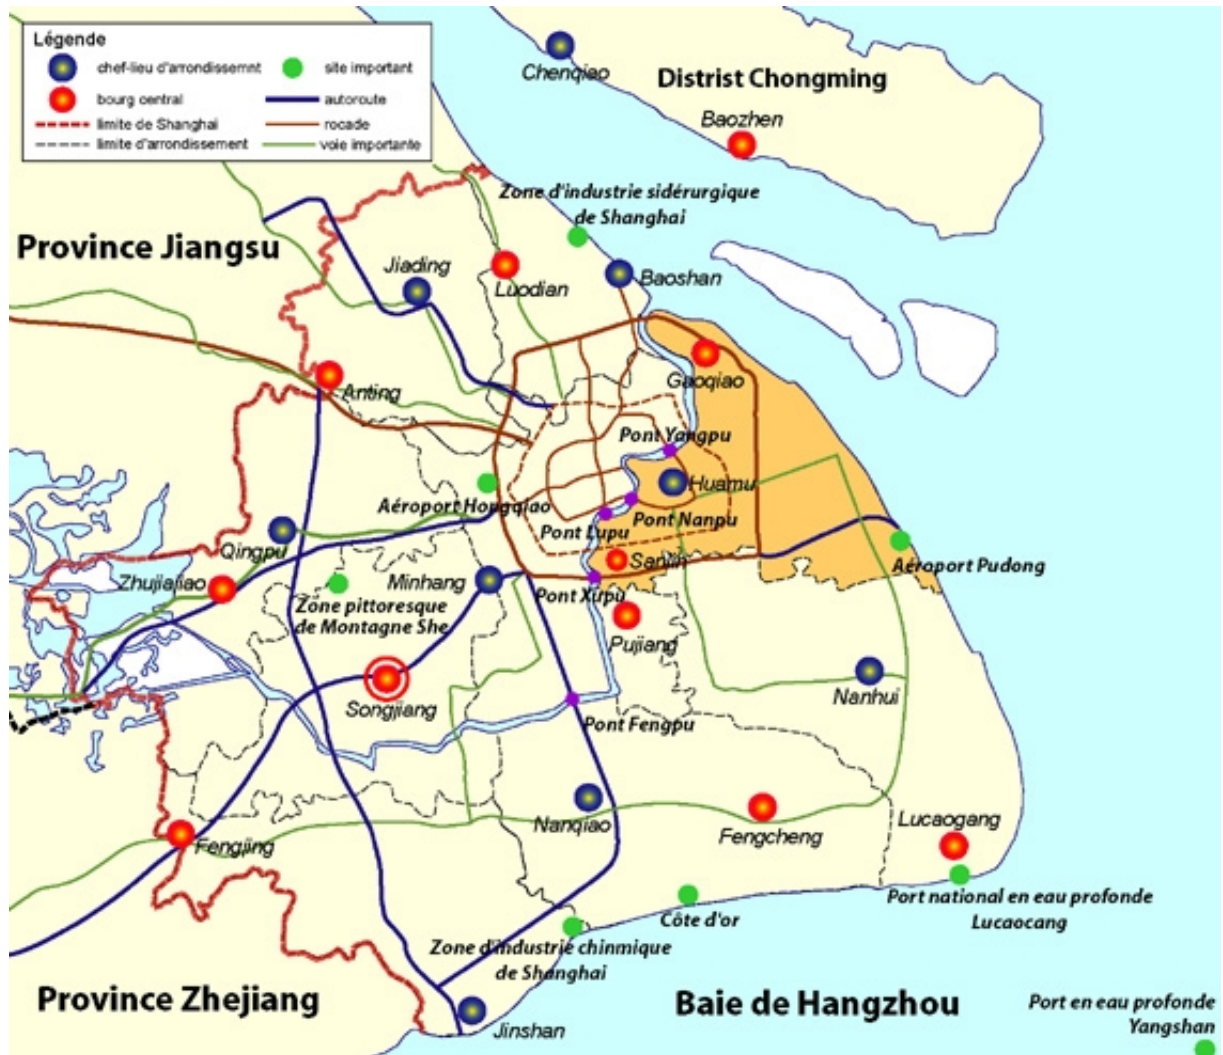 Légende
chef-lieu d'arrondissemnt
site important
bourg central
autoroute
limite de Shanghai
rocade
limite d'arrondissement
voie importante
Chenqiao
District Chongming
Baozhen
Zone d'industrie sidérurgique
de Shanghai
Province Jiangsu
Jiading
Luodian
Baoshan
Anting
Gaoqiao
Pont Yangpu
Huamu
Aéroport Hongqiao
Pont Nanpu
Pont Lupu
Qingpu
Sanlin
Aéroport Pudong
Zhujiajiao
Minhang
Pont Xupu
Zone pittoresque
de Montagne She
Pujiang
Nanhui
Songjiang
Pont Fengpu
Nanqiao
Fengcheng
Lucaogang
Fengjing
Port national en eau profonde
Lucaocang
Côte d'or
Zone d'industrie chinmique
de Shanghai
Province Zhejiang
Baie de Hangzhou
Port en eau profonde
Yangshan
Jinshan